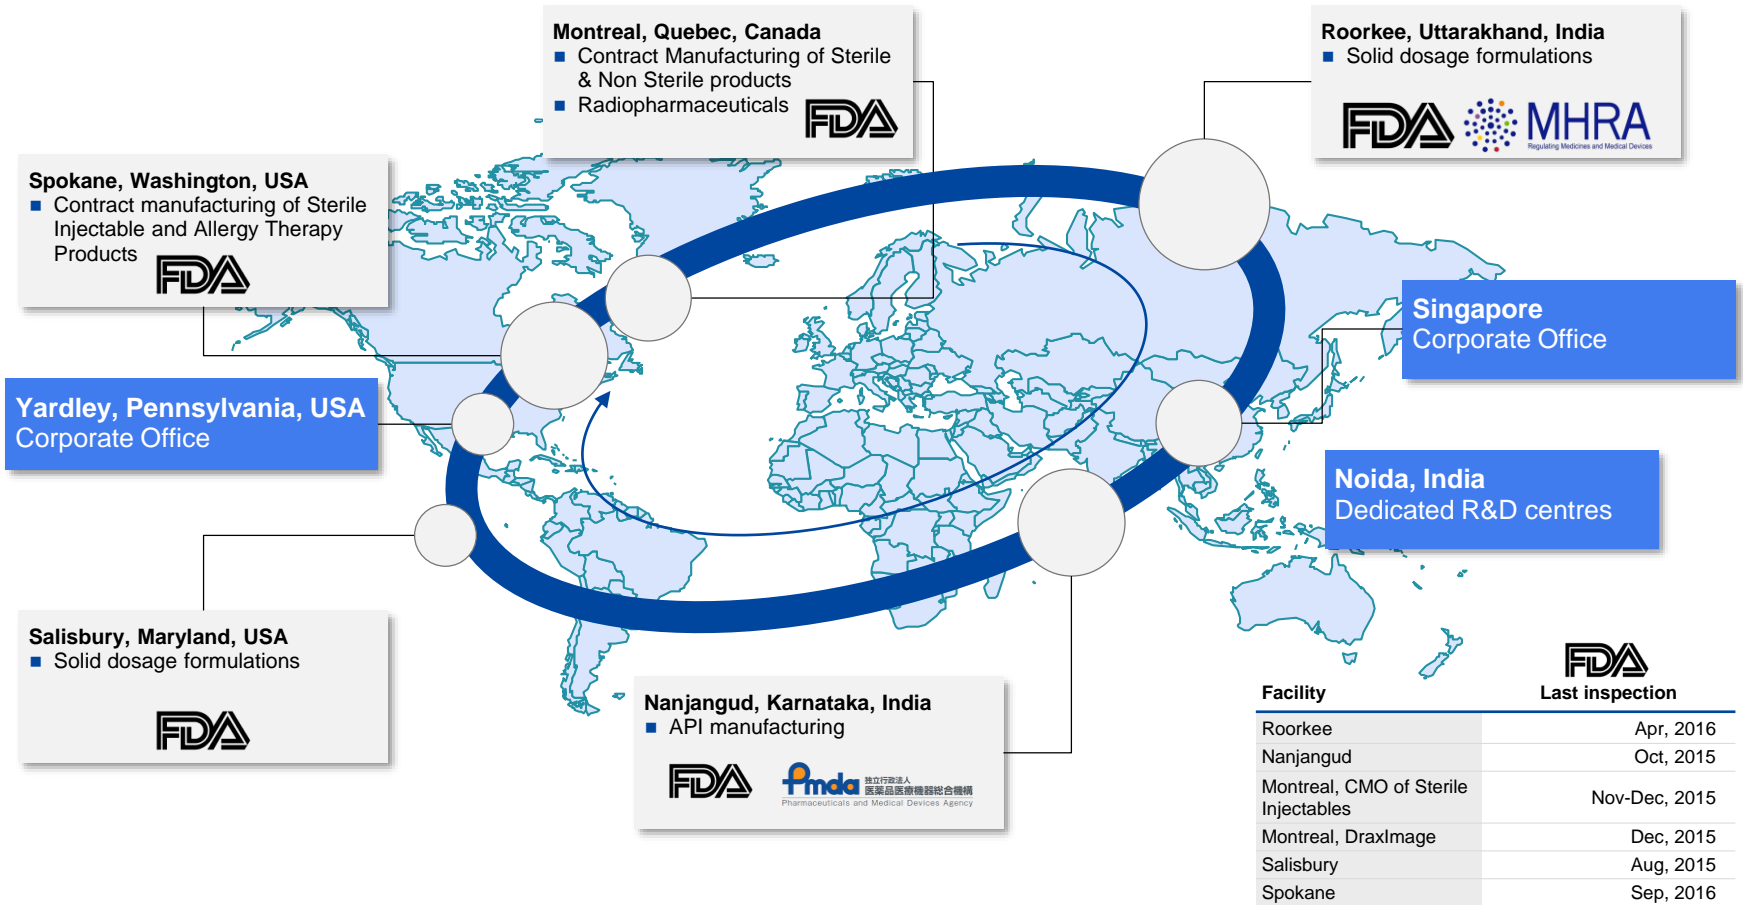 Montreal, Quebec, Canada
Contract Manufacturing of Sterile
& Non Sterile products
Radiopharmaceuticals
FDA
Roorkee, Uttarakhand, India
Solid dosage formulations
FDA
MHRA
Regulating Medicines and Medical Devices
Spokane, Washington, USA
Contract manufacturing of Sterile
Injectable and Allergy Therapy
Products
FDA
Singapore
Corporate Office
Yardley, Pennsylvania, USA
Corporate Office
Noida, India
Dedicated R&D centres
Salisbury, Maryland, USA
Solid dosage formulations
FDA
Nanjangud, Karnataka, India
API manufacturing
FDA
Pmda
独立行政法人
医薬品医療機器総合機構
Pharmaceuticals and Medical Devices Agency
FDA
Facility Last inspection
Roorkee Apr, 2016
Nanjangud Oct, 2015
Montreal, CMO of Sterile
Injectables Nov-Dec, 2015
Montreal, DraxImage Dec, 2015
Salisbury Aug, 2015
Spokane Sep, 2016